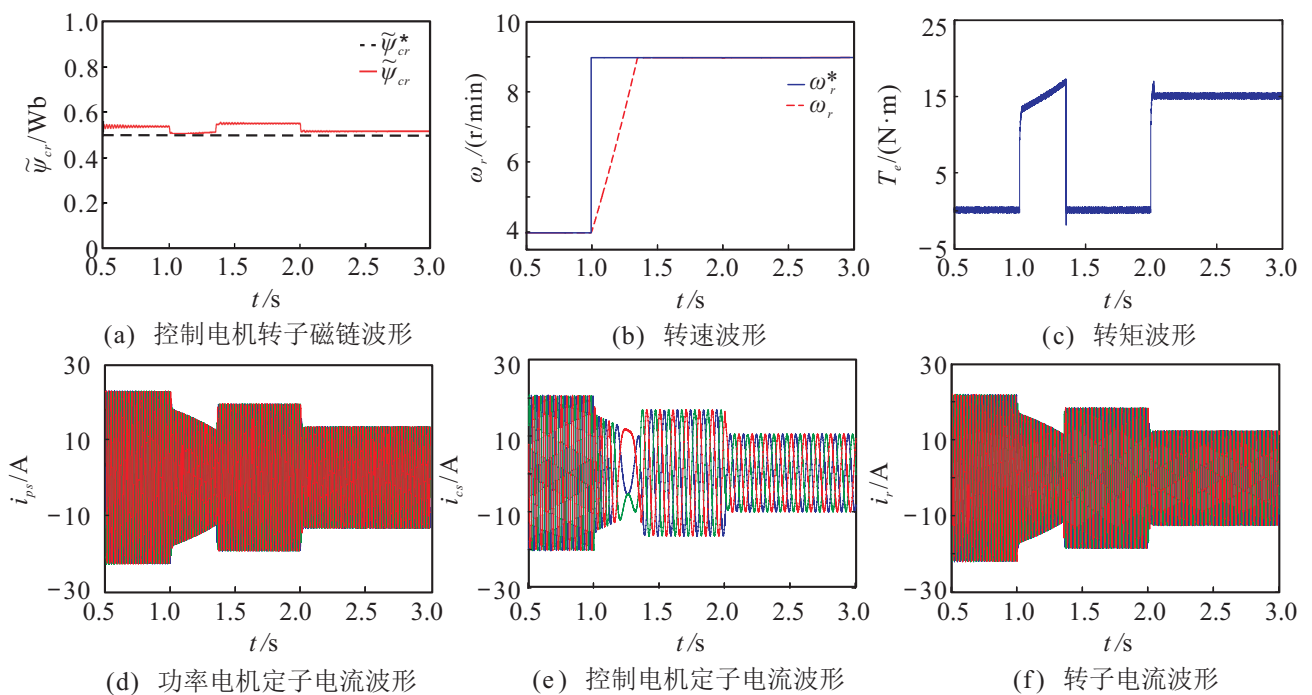 1.0
0.8
0.6
0.4
0.2
0
ψ̃cr/Wb
ψ̃cr*
ψ̃cr
0.5 1.0 1.5 2.0 2.5 3.0
t/s
(a) 控制电机转子磁链波形
10
8
6
4
ωr/(r/min)
ωr*
ωr
0.5 1.0 1.5 2.0 2.5 3.0
t/s
(b) 转速波形
25
15
5
−5
Te/(N·m)
0.5 1.0 1.5 2.0 2.5 3.0
t/s
(c) 转矩波形
30
10
−10
−30
ips/A
0.5 1.0 1.5 2.0 2.5 3.0
t/s
(d) 功率电机定子电流波形
30
10
−10
−30
ics/A
0.5 1.0 1.5 2.0 2.5 3.0
t/s
(e) 控制电机定子电流波形
30
10
−10
−30
ir/A
0.5 1.0 1.5 2.0 2.5 3.0
t/s
(f) 转子电流波形